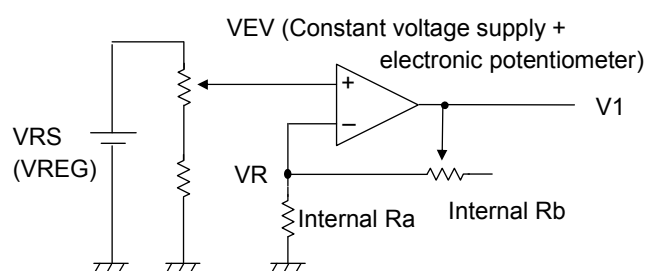 VEV (Constant voltage supply +
electronic potentiometer)
+
V1
VRS
(VREG)
−
VR
Internal Ra
Internal Rb